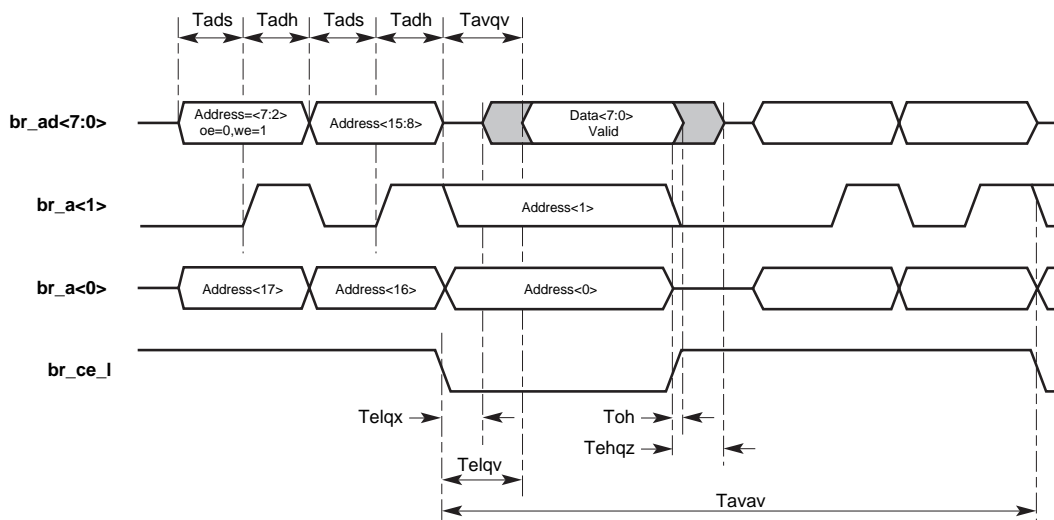 Tads
Tadh
Tads
Tadh
Tavqv
br_ad<7:0>
Address=<7:2>
oe=0,we=1
Address<15:8>
Data<7:0>
Valid
br_a<1>
Address<1>
br_a<0>
Address<17>
Address<16>
Address<0>
br_ce_l
Telqx
Toh
Tehqz
Telqv
Tavav